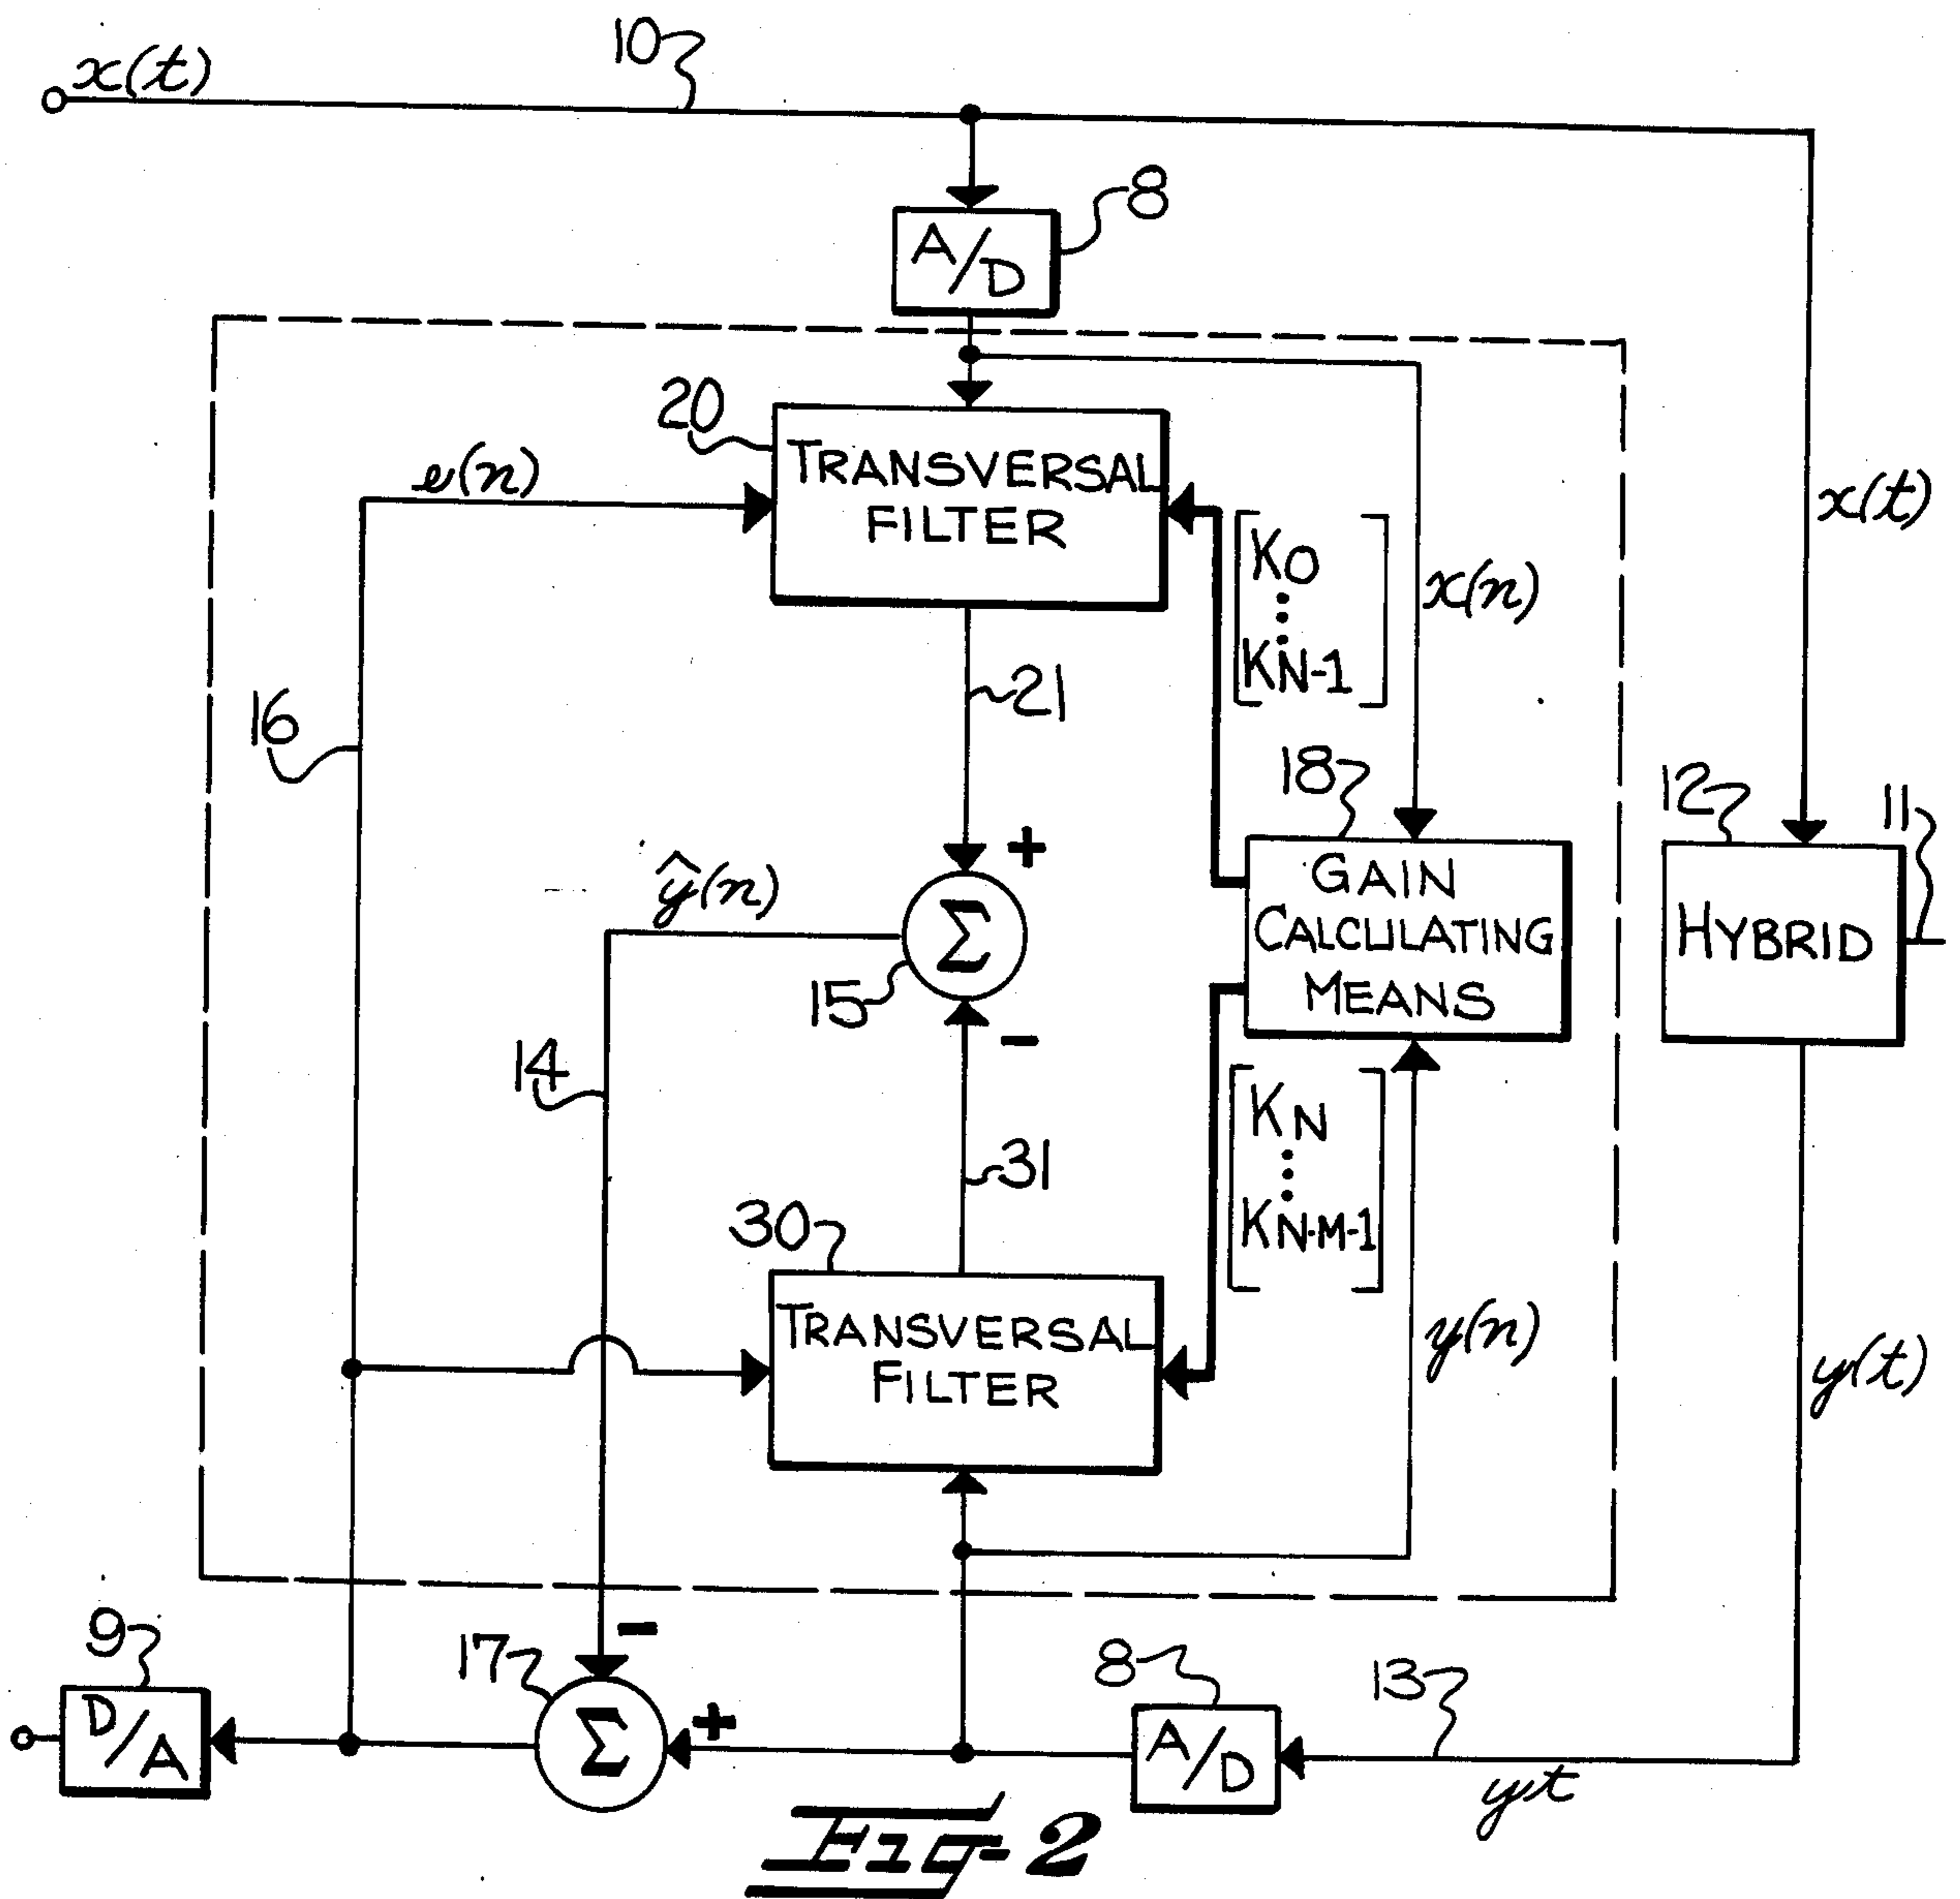 x(t)
10
8
A/D
20
TRANSVERSAL
FILTER
e(n)
K0
⋮
KN-1
x(n)
x(t)
21
16
18
12
11
+
ŷ(n)
Σ
15
GAIN
CALCULATING
MEANS
HYBRID
-
14
KN
⋮
KN-M-1
31
30
TRANSVERSAL
FILTER
y(n)
y(t)
9
D/A
17
-
Σ
+
8
A/D
13
yt
Fig-2